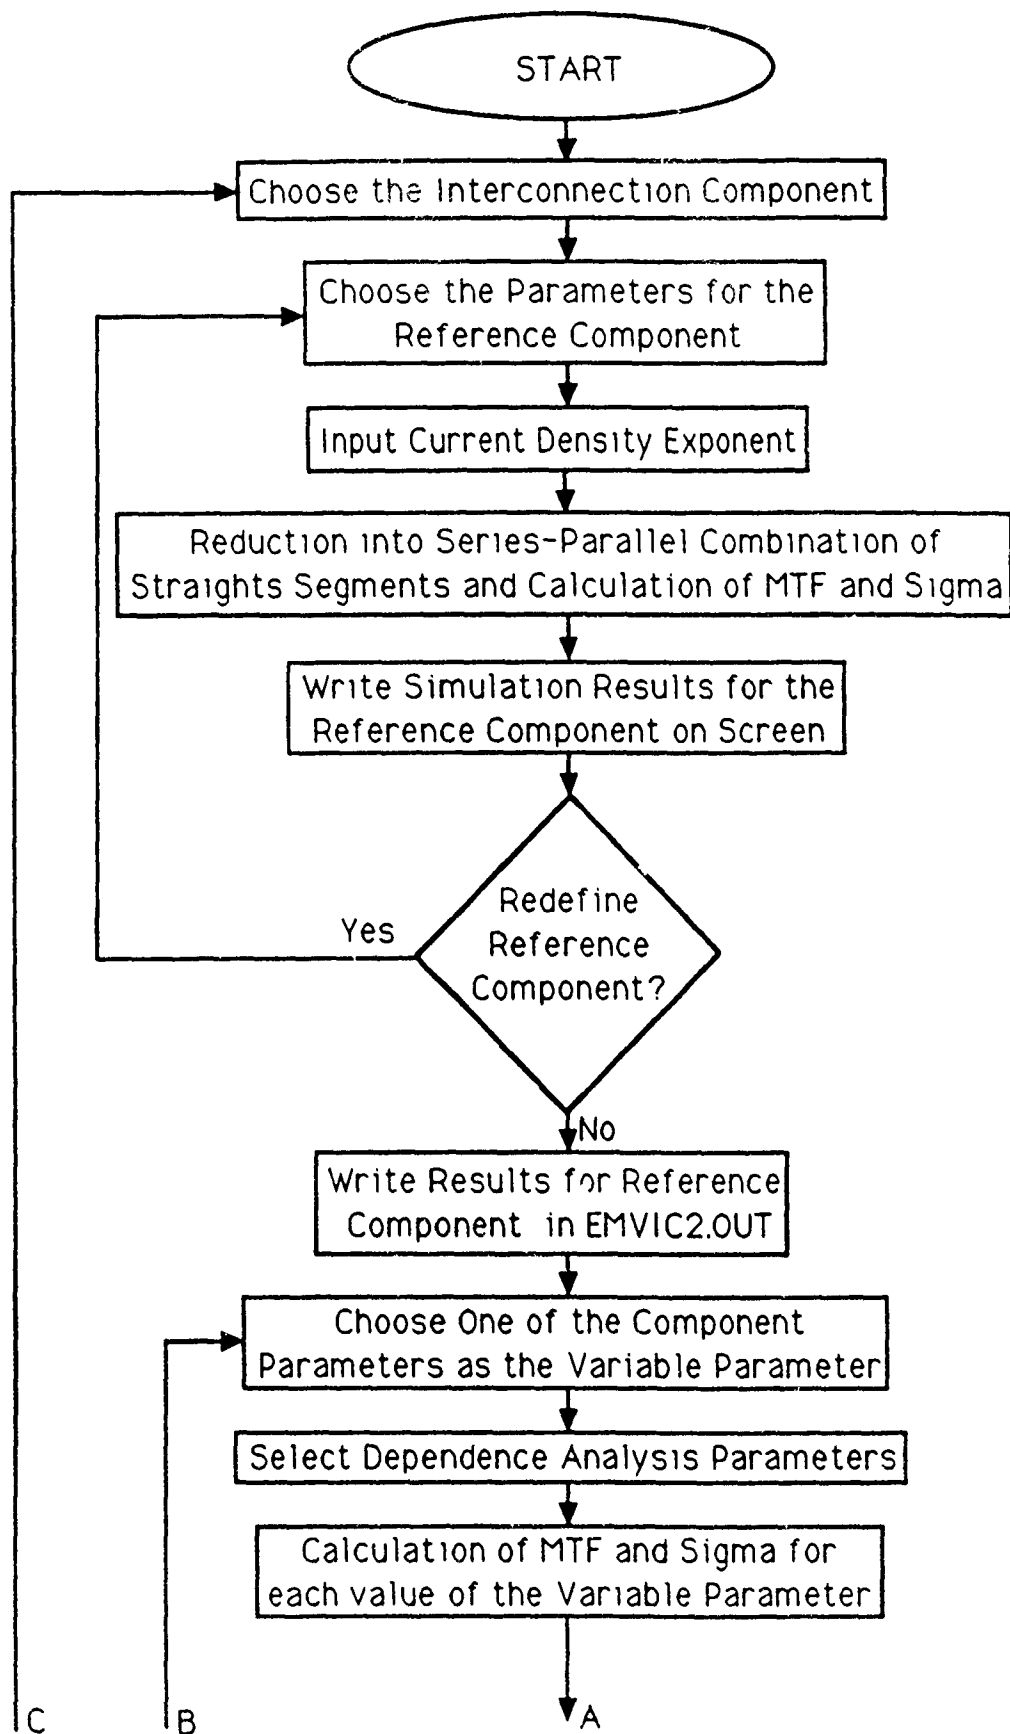 START
Choose the Interconnection Component
Choose the Parameters for the
Reference Component
Input Current Density Exponent
Reduction into Series-Parallel Combination of
Straights Segments and Calculation of MTF and Sigma
Write Simulation Results for the
Reference Component on Screen
Redefine
Reference
Component?
Yes
No
Write Results for Reference
Component in EMVIC2.OUT
Choose One of the Component
Parameters as the Variable Parameter
Select Dependence Analysis Parameters
Calculation of MTF and Sigma for
each value of the Variable Parameter
C
B
A